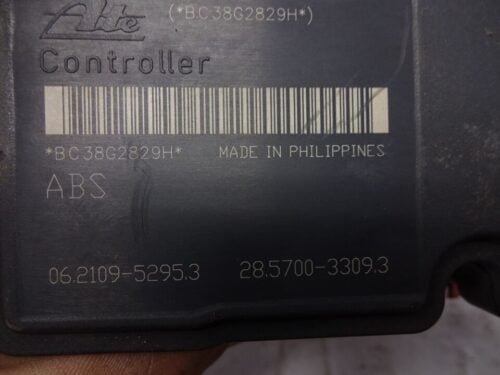 Ate (*BC38G2829H*)
Controller
*BC38G2829H* MADE IN PHILIPPINES
ABS
06.2109-5295.3 28.5700-3309.3